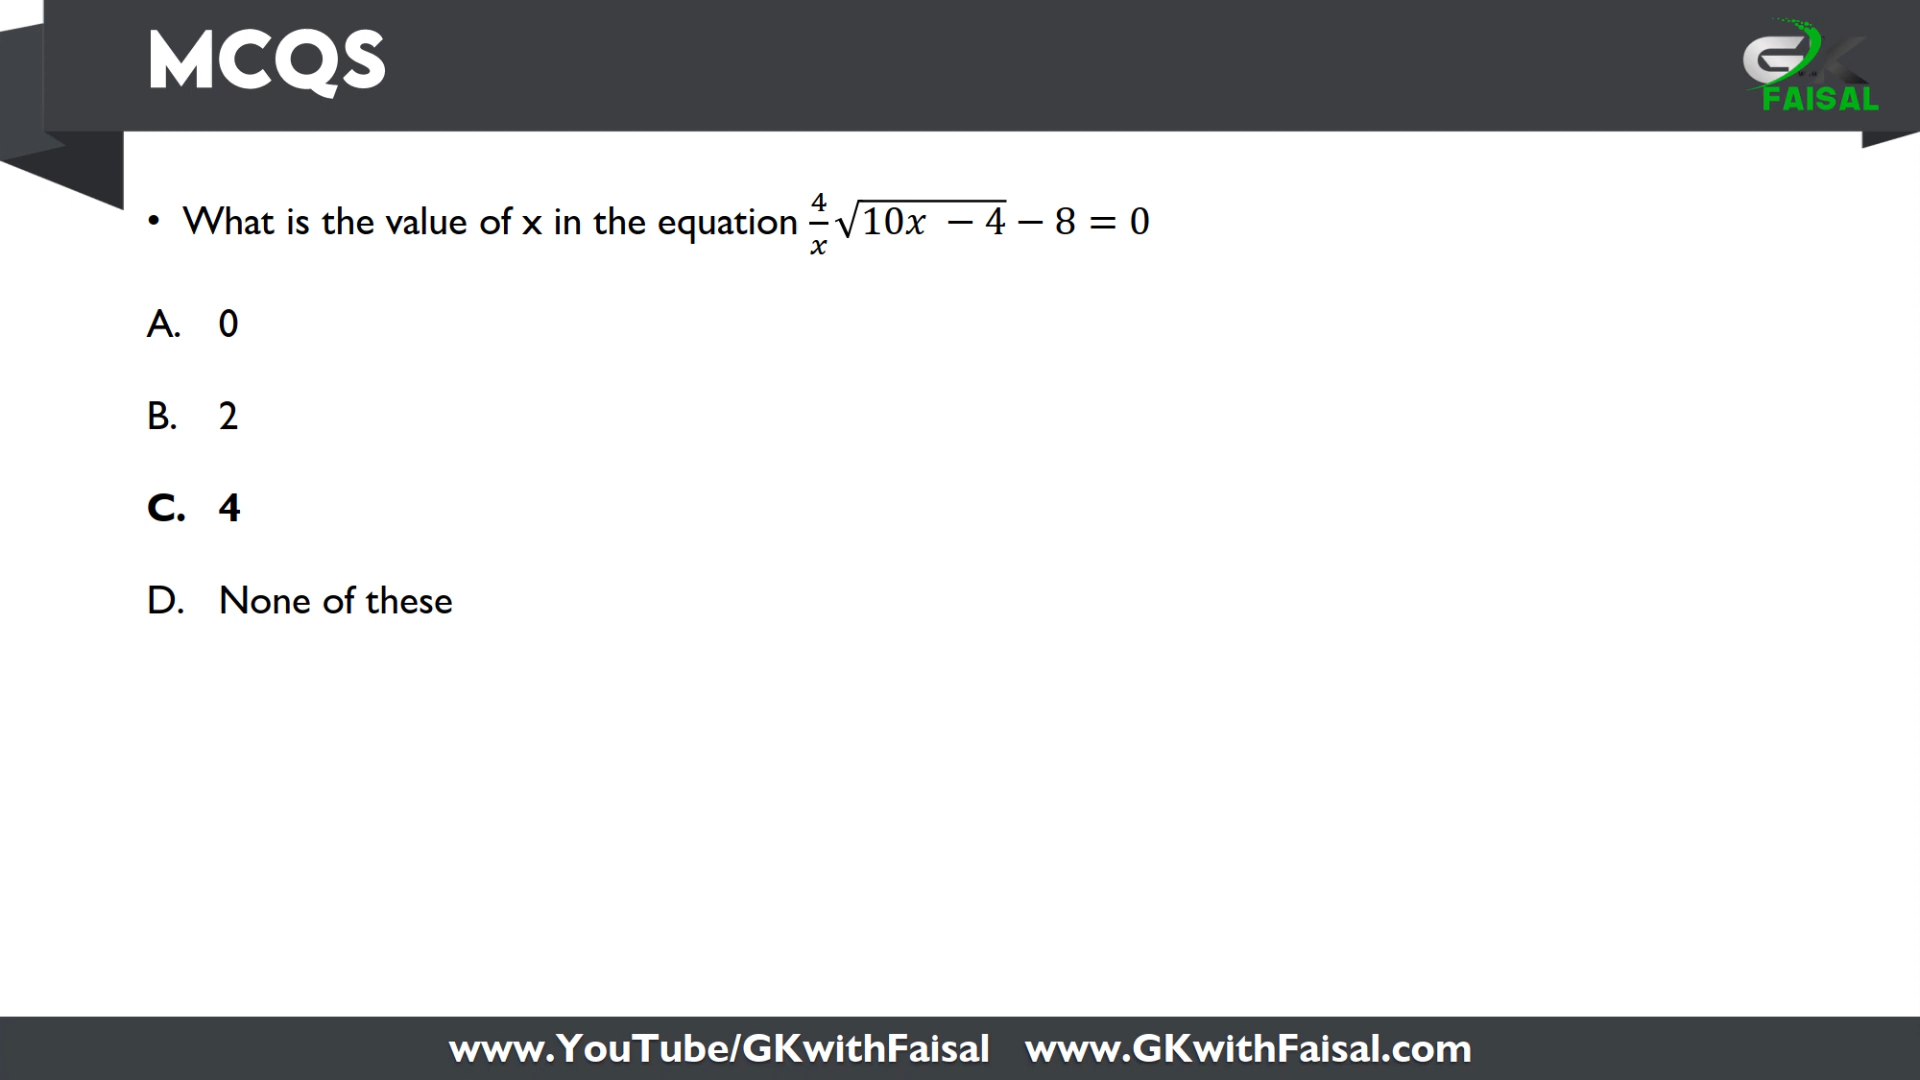 MCQS
GK
FAISAL
• What is the value of x in the equation 4/x √(10x − 4) − 8 = 0
A. 0
B. 2
C. 4
D. None of these
www.YouTube/GKwithFaisal www.GKwithFaisal.com